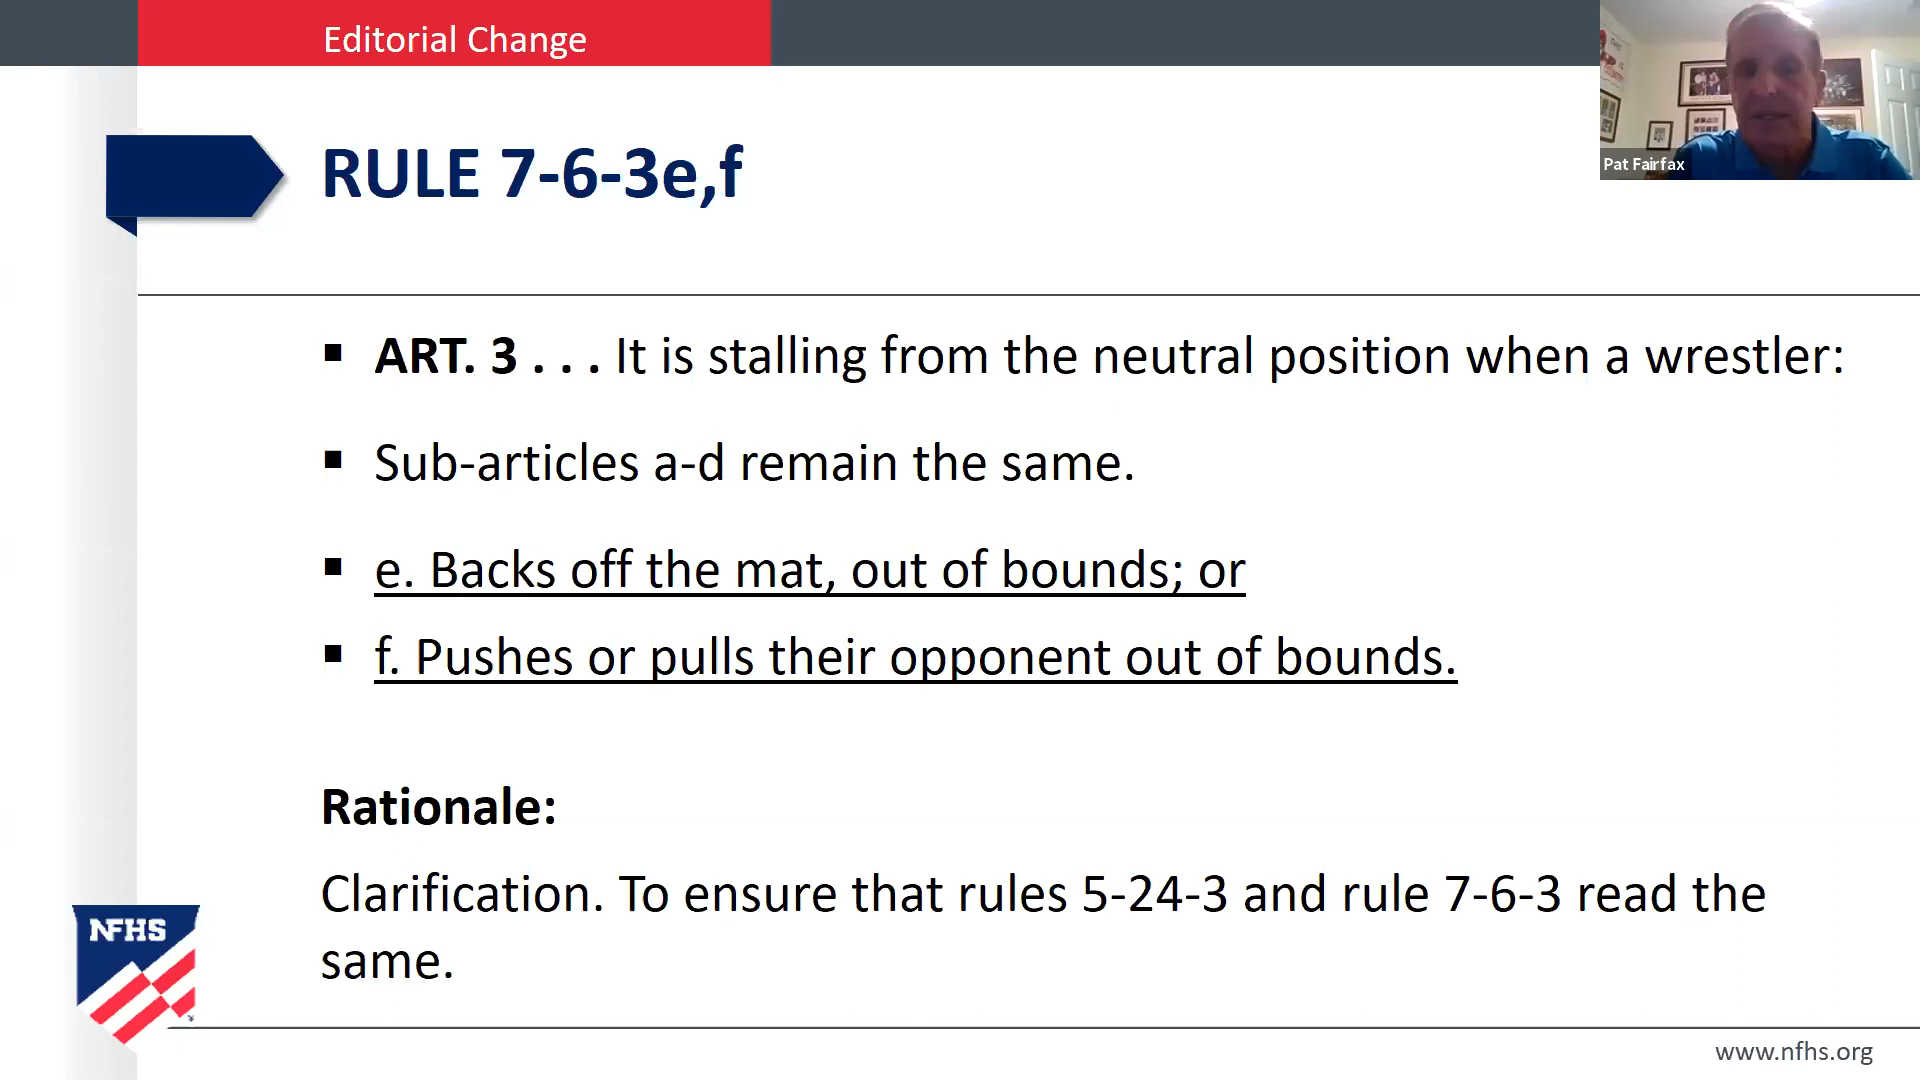 Editorial Change
Pat Fairfax
RULE 7-6-3e,f
▪ ART. 3 . . . It is stalling from the neutral position when a wrestler:
▪ Sub-articles a-d remain the same.
▪ e. Backs off the mat, out of bounds; or
▪ f. Pushes or pulls their opponent out of bounds.
Rationale:
Clarification. To ensure that rules 5-24-3 and rule 7-6-3 read the
same.
NFHS
www.nfhs.org